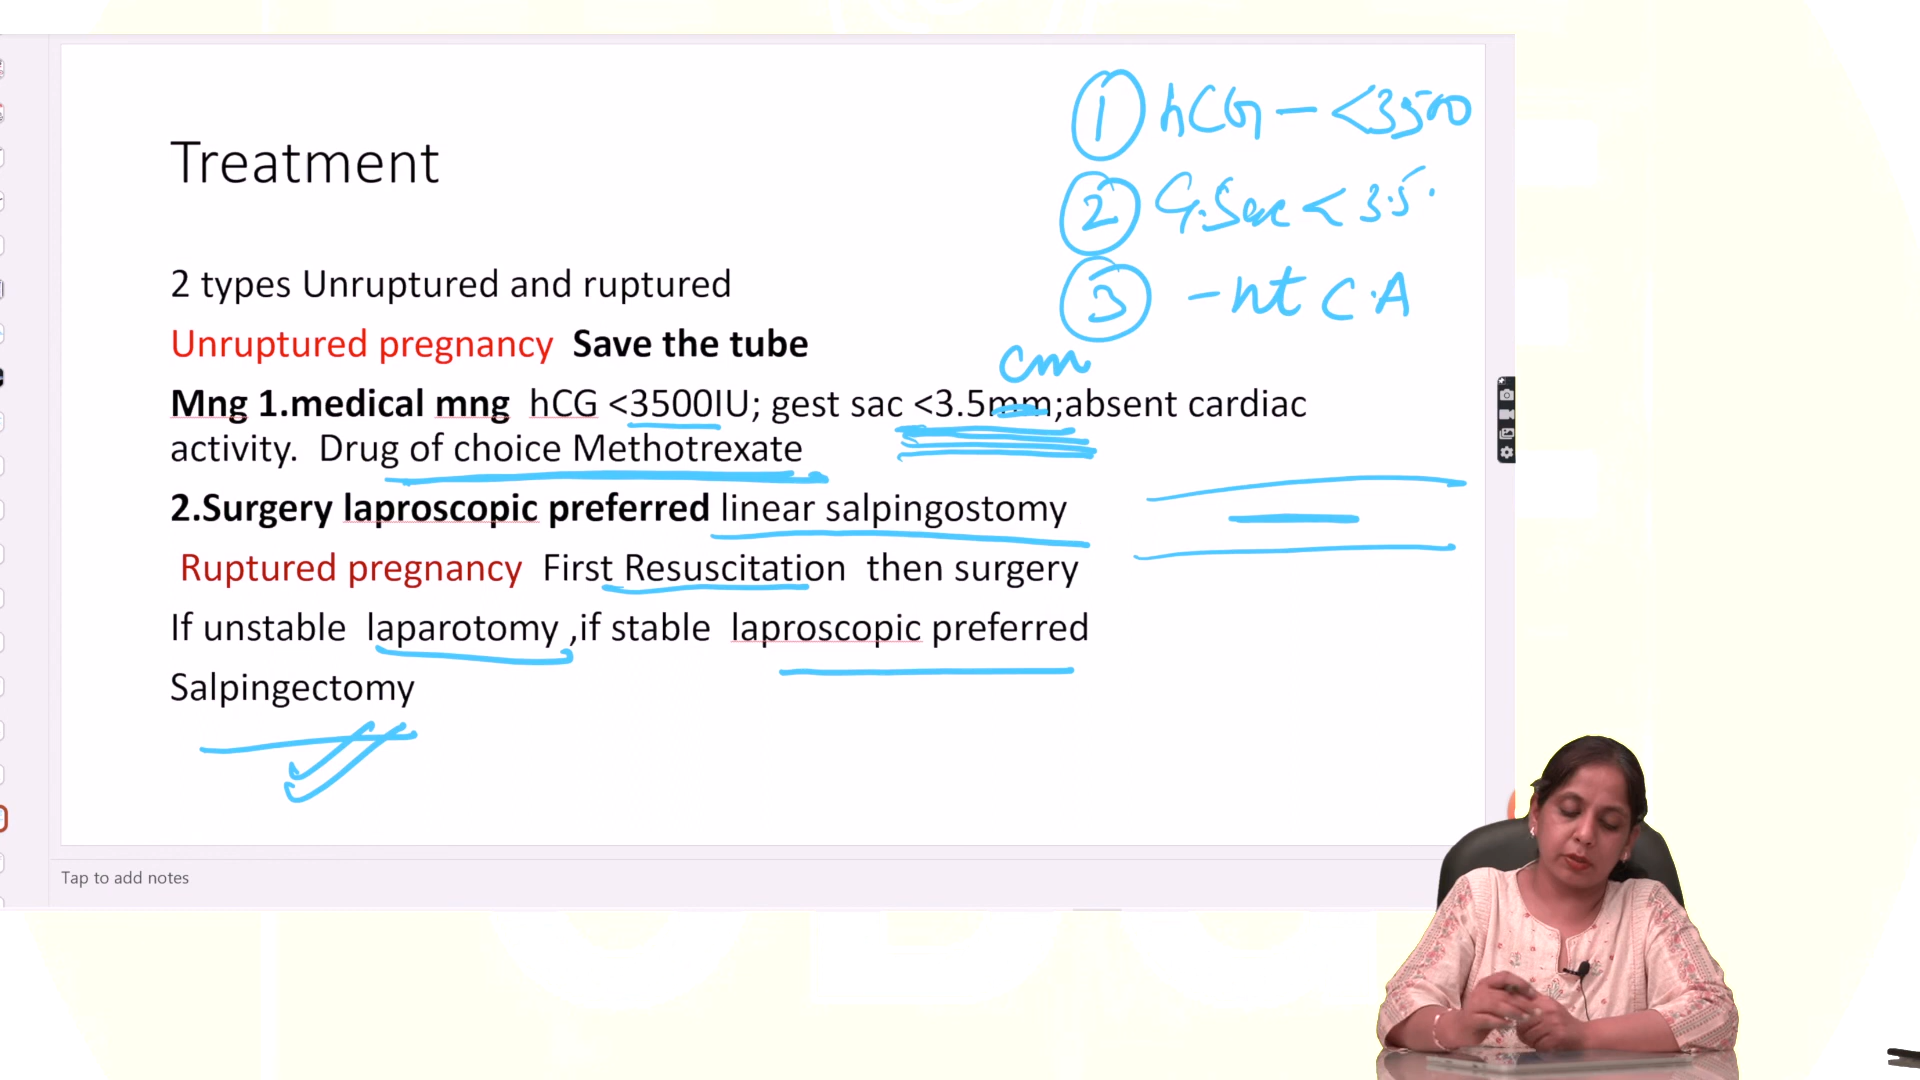 ① hCG - <3500
② G.Sac < 3.5.
③ - nt C.A
Treatment
2 types Unruptured and ruptured
Unruptured pregnancy Save the tube
cm
Mng 1.medical mng hCG <3500IU; gest sac <3.5mm;absent cardiac
activity. Drug of choice Methotrexate
2.Surgery laproscopic preferred linear salpingostomy
Ruptured pregnancy First Resuscitation then surgery
If unstable laparotomy ,if stable laproscopic preferred
Salpingectomy
Tap to add notes